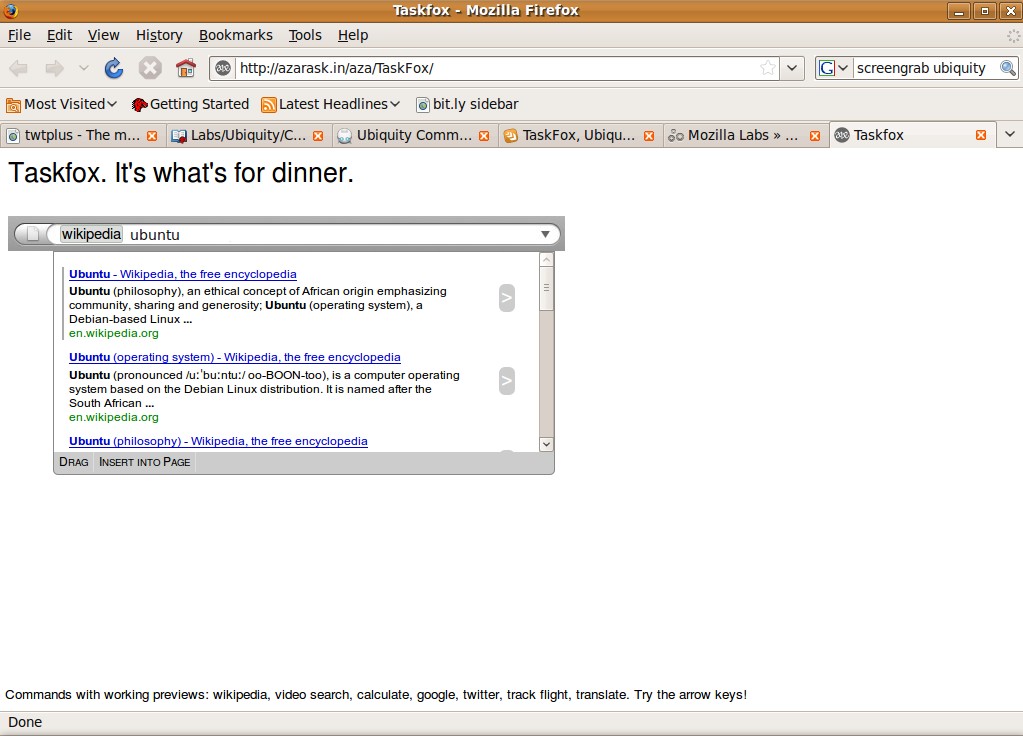 Taskfox - Mozilla Firefox
File Edit View History Bookmarks Tools Help
http://azarask.in/aza/TaskFox/
G screengrab ubiquity
Most Visited Getting Started Latest Headlines bit.ly sidebar
twtplus - The m... Labs/Ubiquity/C... Ubiquity Comm... TaskFox, Ubiqu... Mozilla Labs » ... Taskfox
Taskfox. It's what's for dinner.
wikipedia ubuntu
Ubuntu - Wikipedia, the free encyclopedia
Ubuntu (philosophy), an ethical concept of African origin emphasizing
community, sharing and generosity; Ubuntu (operating system), a
Debian-based Linux ...
en.wikipedia.org
>
Ubuntu (operating system) - Wikipedia, the free encyclopedia
Ubuntu (pronounced /uːˈbuːntuː/ oo-BOON-too), is a computer operating
system based on the Debian Linux distribution. It is named after the
South African ...
en.wikipedia.org
>
Ubuntu (philosophy) - Wikipedia, the free encyclopedia
DRAG INSERT INTO PAGE
Commands with working previews: wikipedia, video search, calculate, google, twitter, track flight, translate. Try the arrow keys!
Done